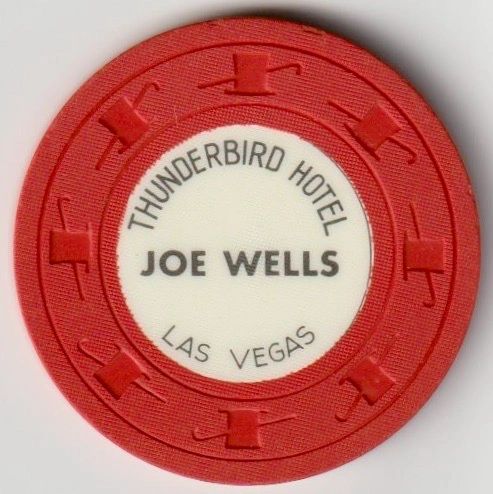 THUNDERBIRD HOTEL
JOE WELLS
LAS VEGAS